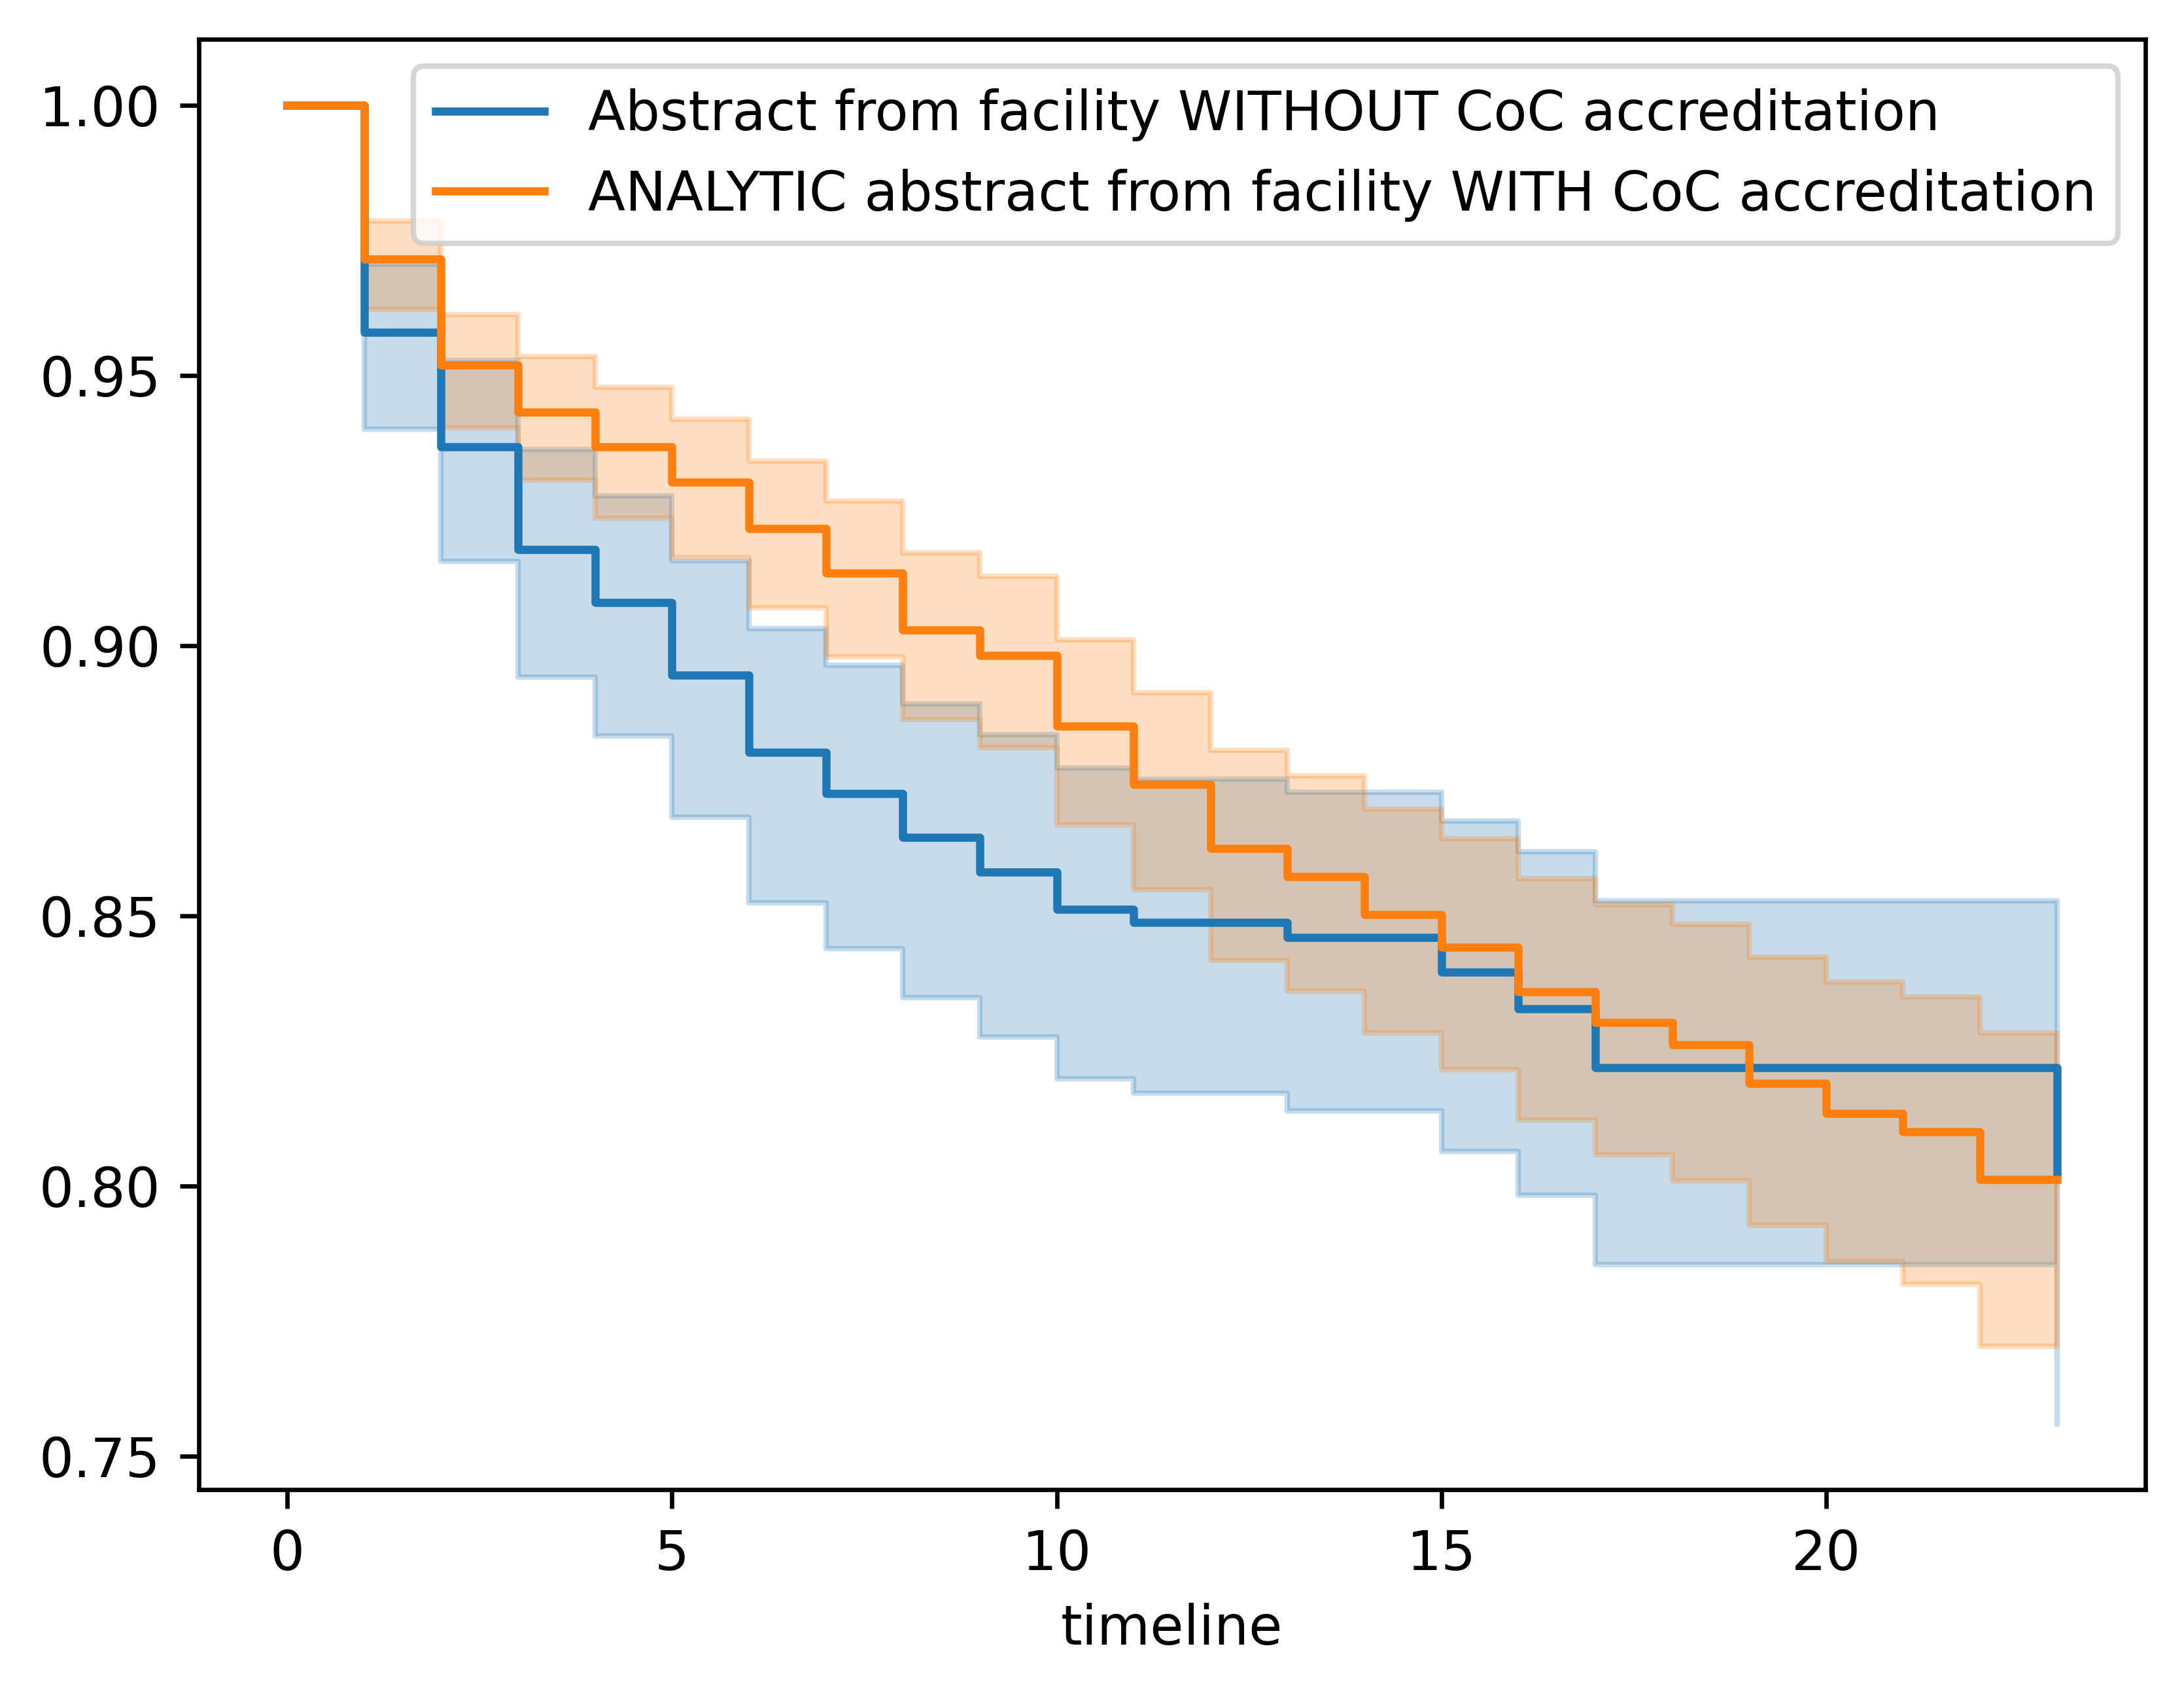 Abstract from facility WITHOUT CoC accreditation
ANALYTIC abstract from facility WITH CoC accreditation
1.00
0.95
0.90
0.85
0.80
0.75
0 5 10 15 20
timeline